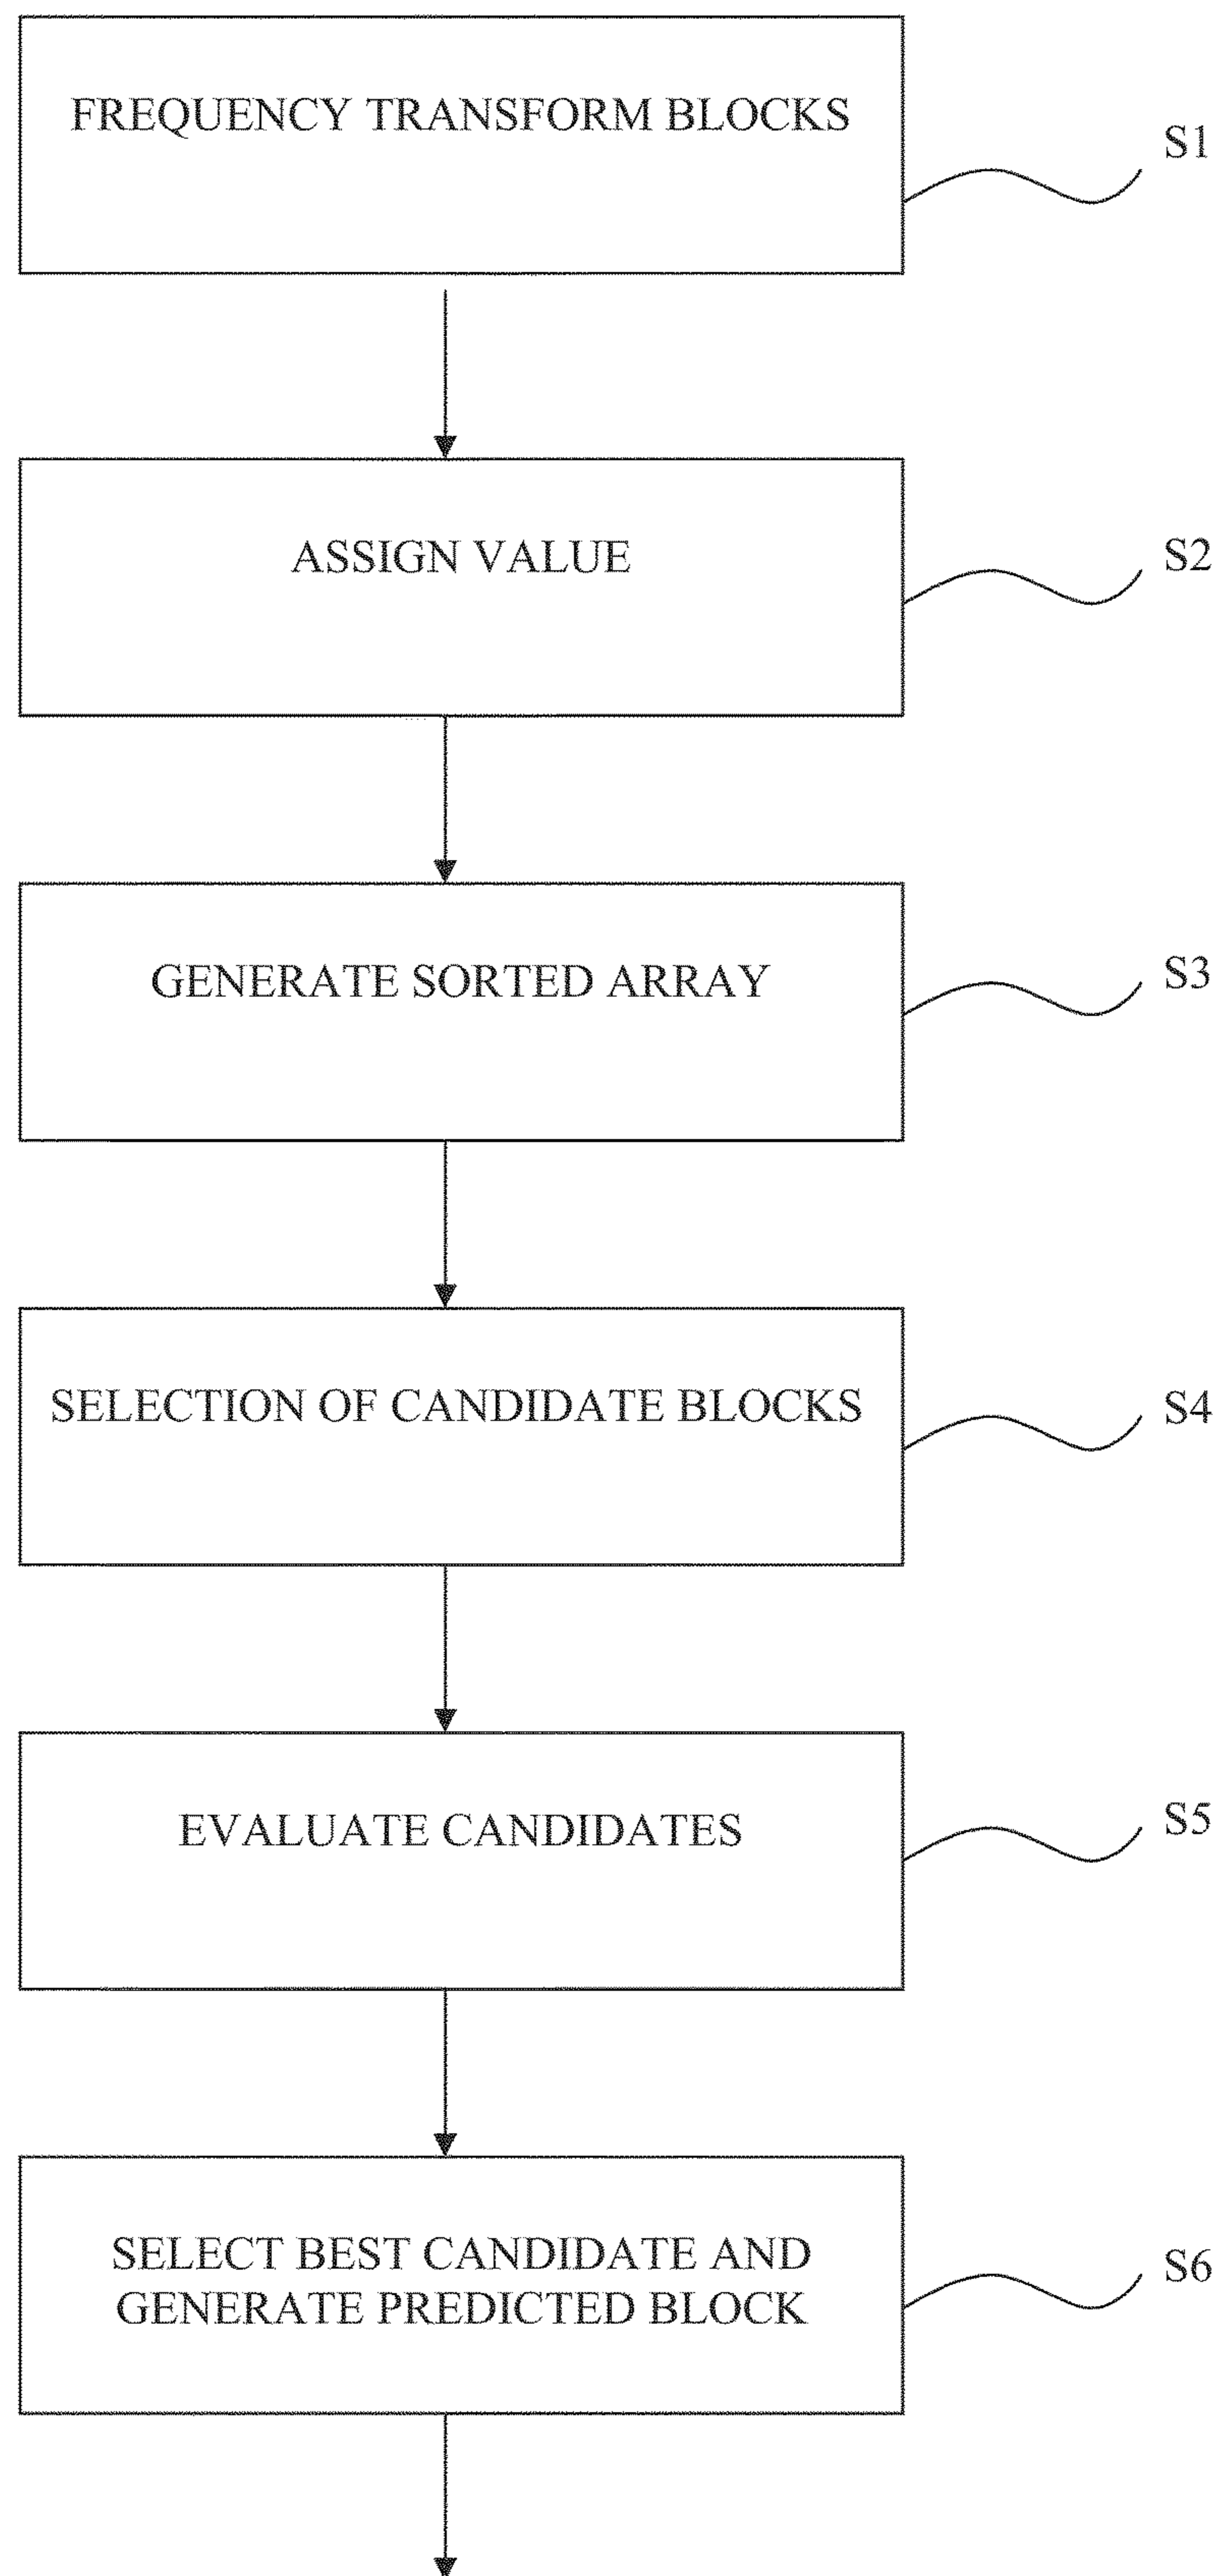 FREQUENCY TRANSFORM BLOCKS
S1
ASSIGN VALUE
S2
GENERATE SORTED ARRAY
S3
SELECTION OF CANDIDATE BLOCKS
S4
EVALUATE CANDIDATES
S5
SELECT BEST CANDIDATE AND
GENERATE PREDICTED BLOCK
S6